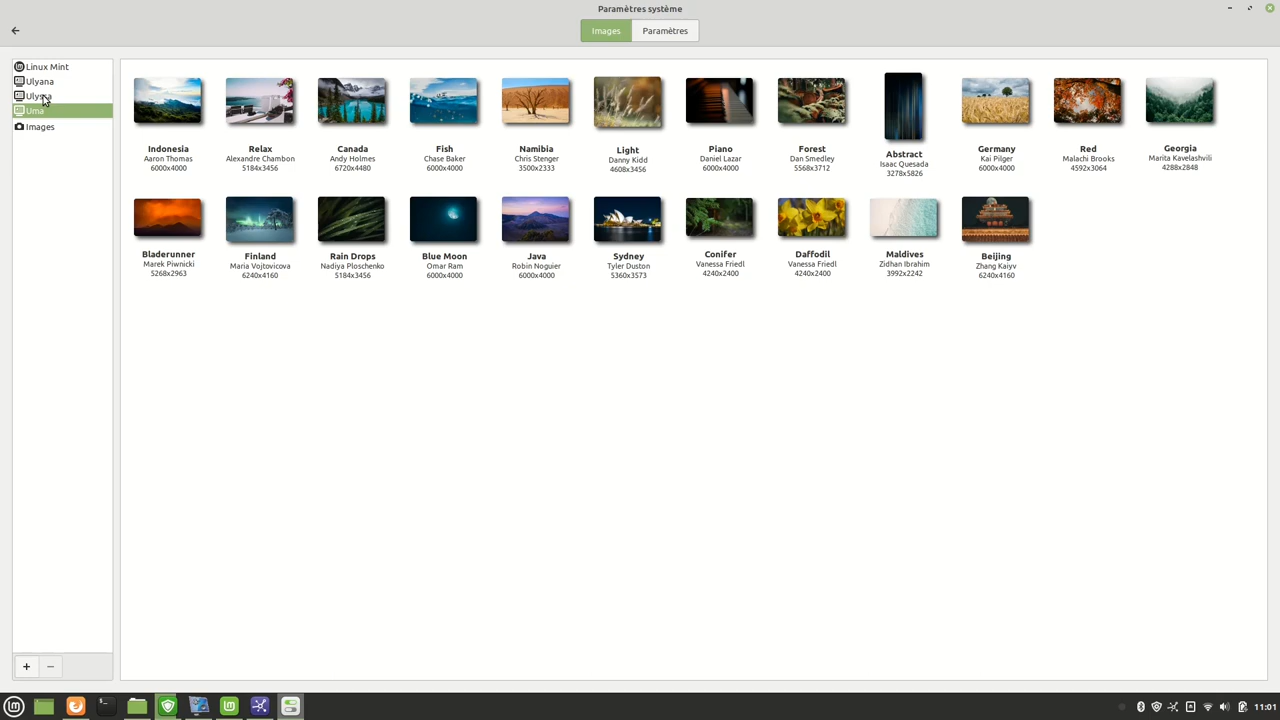 Paramètres système
Images
Paramètres
Linux Mint
Ulyana
Ulyssa
Uma
Images
Indonesia
Aaron Thomas
6000x4000
Relax
Alexandre Chambon
5184x3456
Canada
Andy Holmes
6720x4480
Fish
Chase Baker
6000x4000
Namibia
Chris Stenger
3500x2333
Light
Danny Kidd
4608x3456
Piano
Daniel Lazar
6000x4000
Forest
Dan Smedley
5568x3712
Abstract
Isaac Quesada
3278x5826
Germany
Kai Pilger
6000x4000
Red
Malachi Brooks
4592x3064
Georgia
Marita Kavelashvili
4288x2848
Bladerunner
Marek Piwnicki
5268x2963
Finland
Maria Vojtovicova
6240x4160
Rain Drops
Nadiya Ploschenko
5184x3456
Blue Moon
Omar Ram
6000x4000
Java
Robin Noguier
6000x4000
Sydney
Tyler Duston
5360x3573
Conifer
Vanessa Friedl
4240x2400
Daffodil
Vanessa Friedl
4240x2400
Maldives
Zidhan Ibrahim
3992x2242
Beijing
Zhang Kaiyv
6240x4160
11:01